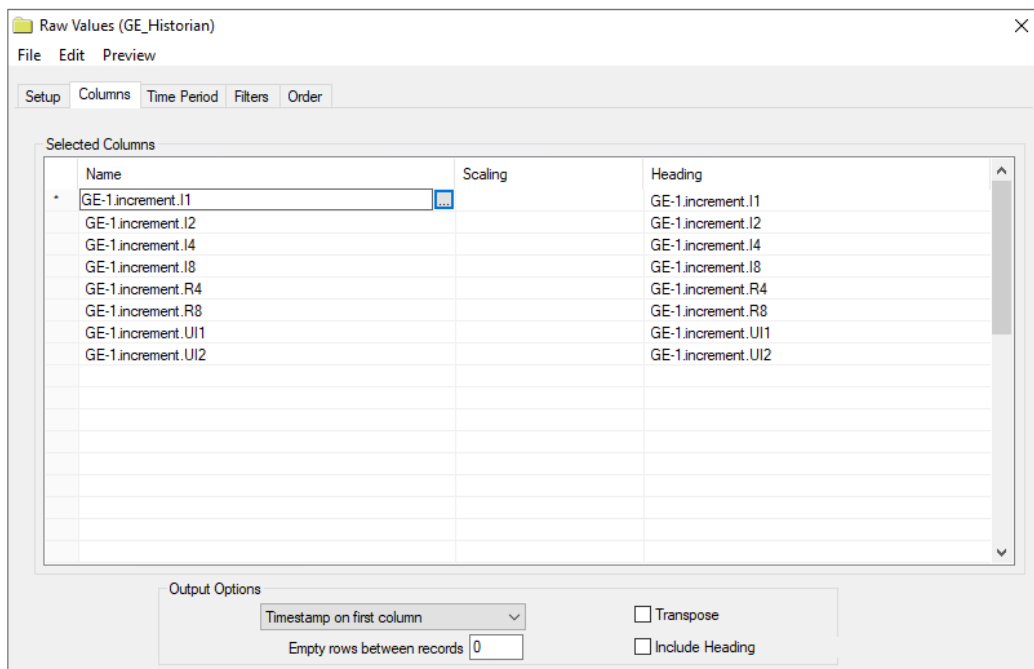 Raw Values (GE_Historian)
File Edit Preview
Setup Columns Time Period Filters Order
Selected Columns
Name Scaling Heading
* GE-1.increment.I1 ... GE-1.increment.I1
GE-1.increment.I2 GE-1.increment.I2
GE-1.increment.I4 GE-1.increment.I4
GE-1.increment.I8 GE-1.increment.I8
GE-1.increment.R4 GE-1.increment.R4
GE-1.increment.R8 GE-1.increment.R8
GE-1.increment.UI1 GE-1.increment.UI1
GE-1.increment.UI2 GE-1.increment.UI2
Output Options
Timestamp on first column Transpose
Empty rows between records 0 Include Heading